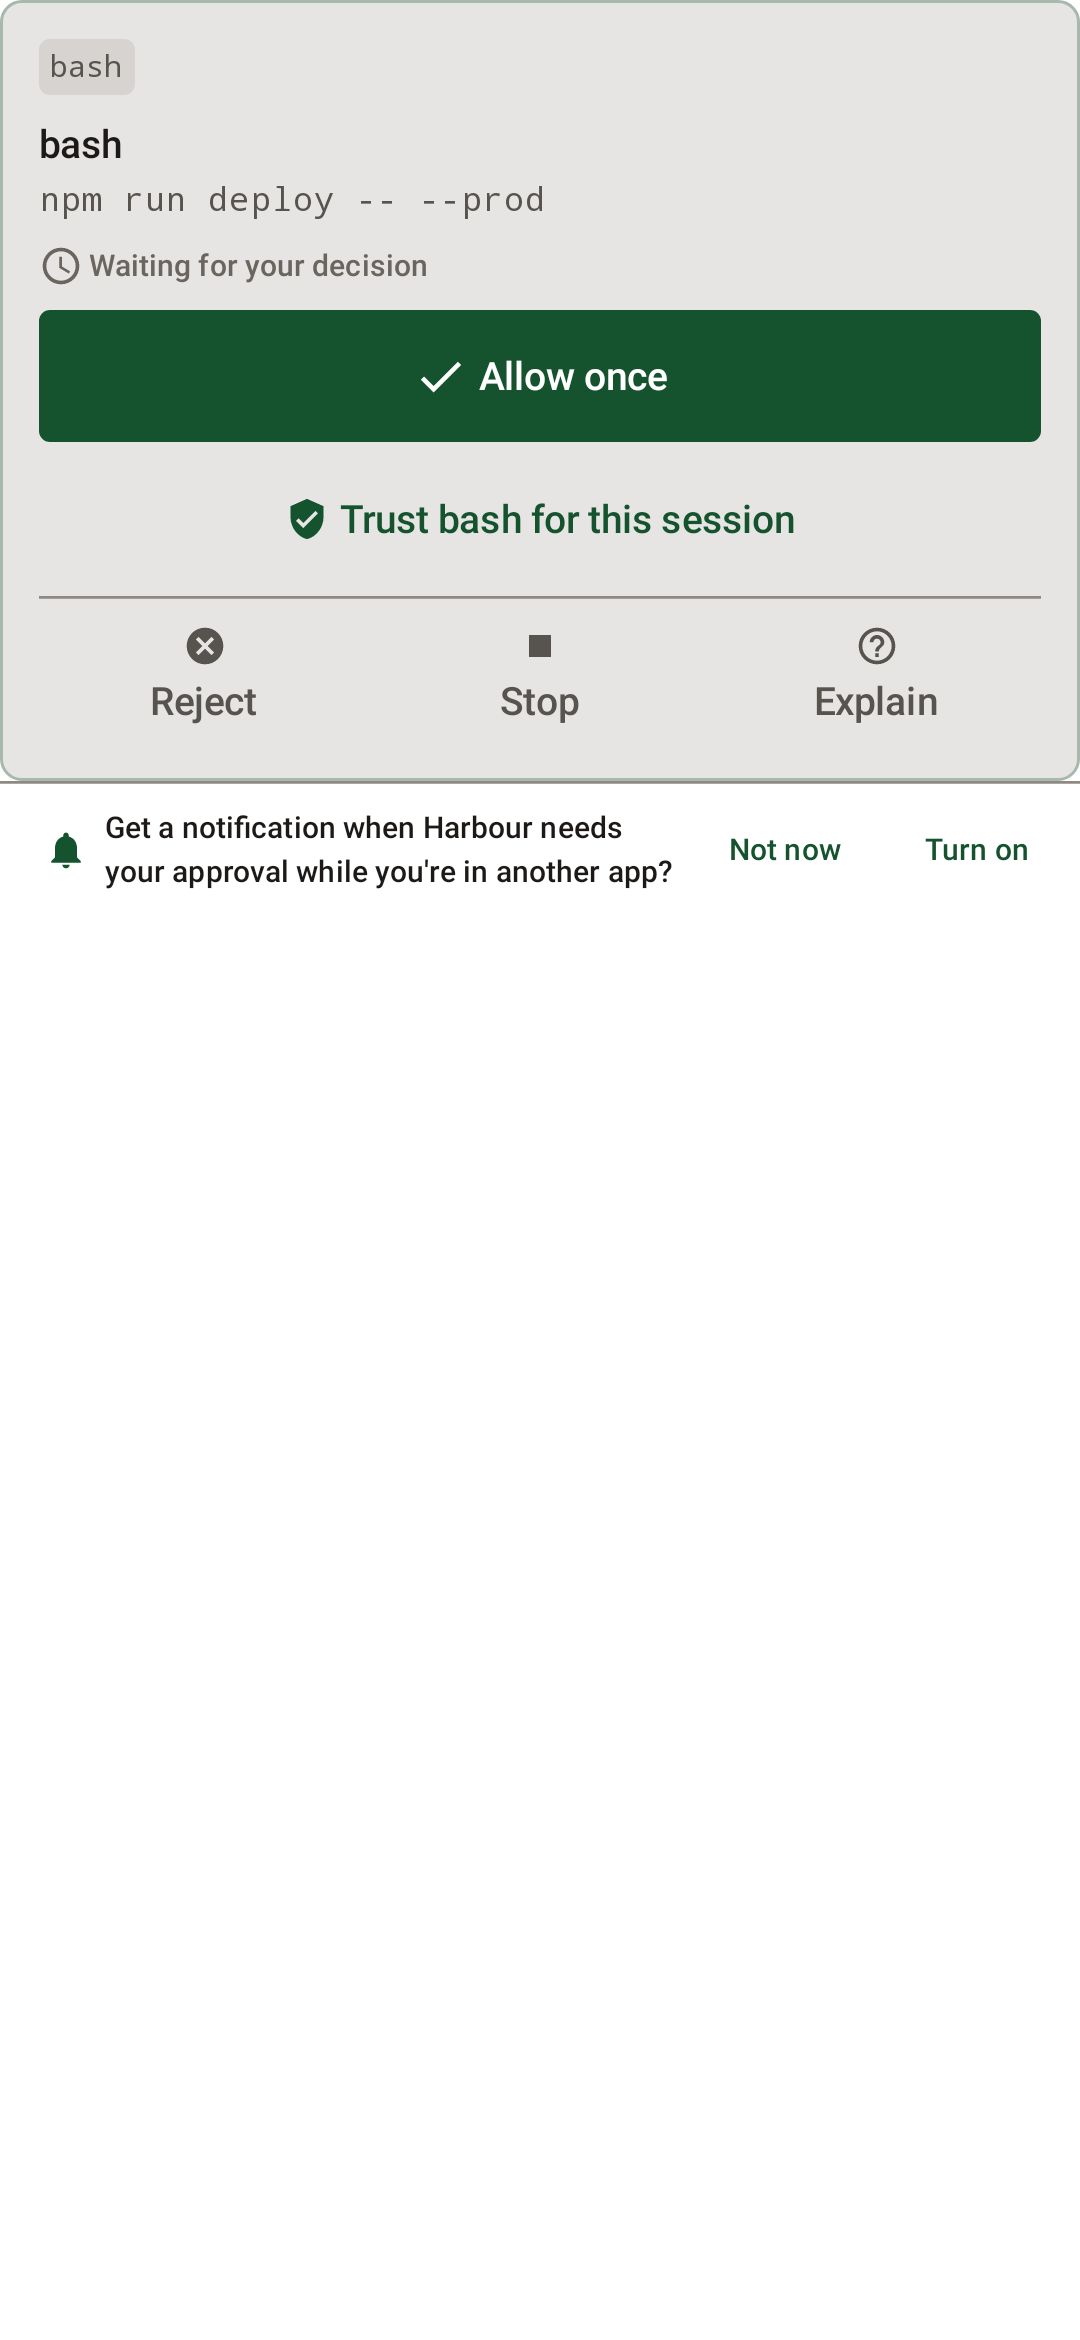 bash
bash
npm run deploy -- --prod
Waiting for your decision
Allow once
Trust bash for this session
Reject
Stop
Explain
Get a notification when Harbour needs
your approval while you're in another app?
Not now
Turn on